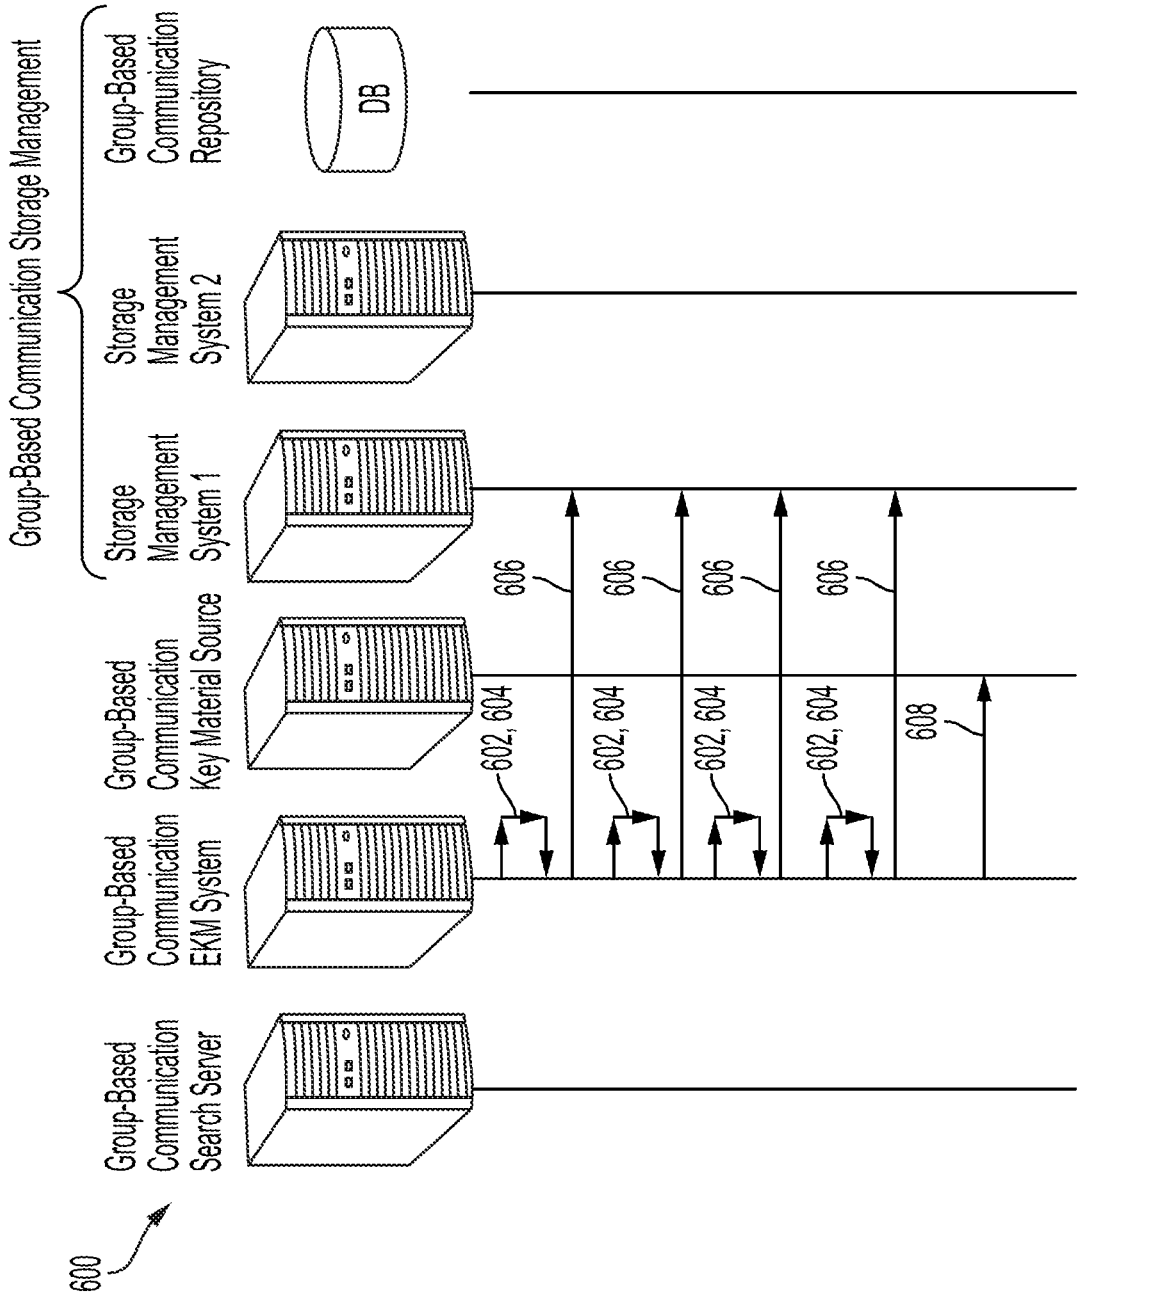 600
Group-Based
Communication
Search Server
Group-Based
Communication
EKM System
Group-Based
Communication
Key Material Source
Group-Based Communication Storage Management
Storage
Management
System 1
Storage
Management
System 2
Group-Based
Communication
Repository
DB
602, 604
606
602, 604
606
602, 604
606
602, 604
606
608